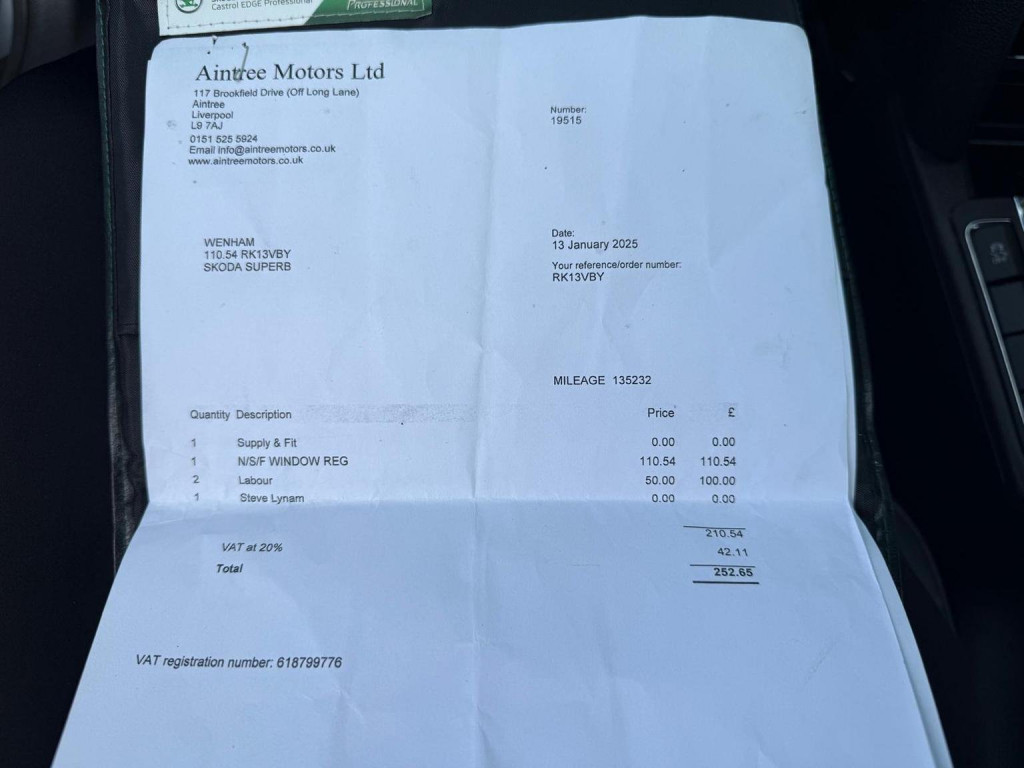 Castrol EDGE Professional
PROFESSIONAL
Aintree Motors Ltd
117 Brookfield Drive (Off Long Lane)
Aintree
Liverpool
L9 7AJ
0151 525 5924
Email info@aintreemotors.co.uk
www.aintreemotors.co.uk
Number:
19515
WENHAM
110.54 RK13VBY
SKODA SUPERB
Date:
13 January 2025
Your reference/order number:
RK13VBY
MILEAGE 135232
Quantity Description Price £
1 Supply & Fit 0.00 0.00
1 N/S/F WINDOW REG 110.54 110.54
2 Labour 50.00 100.00
1 Steve Lynam 0.00 0.00
210.54
VAT at 20% 42.11
Total 252.65
VAT registration number: 618799776